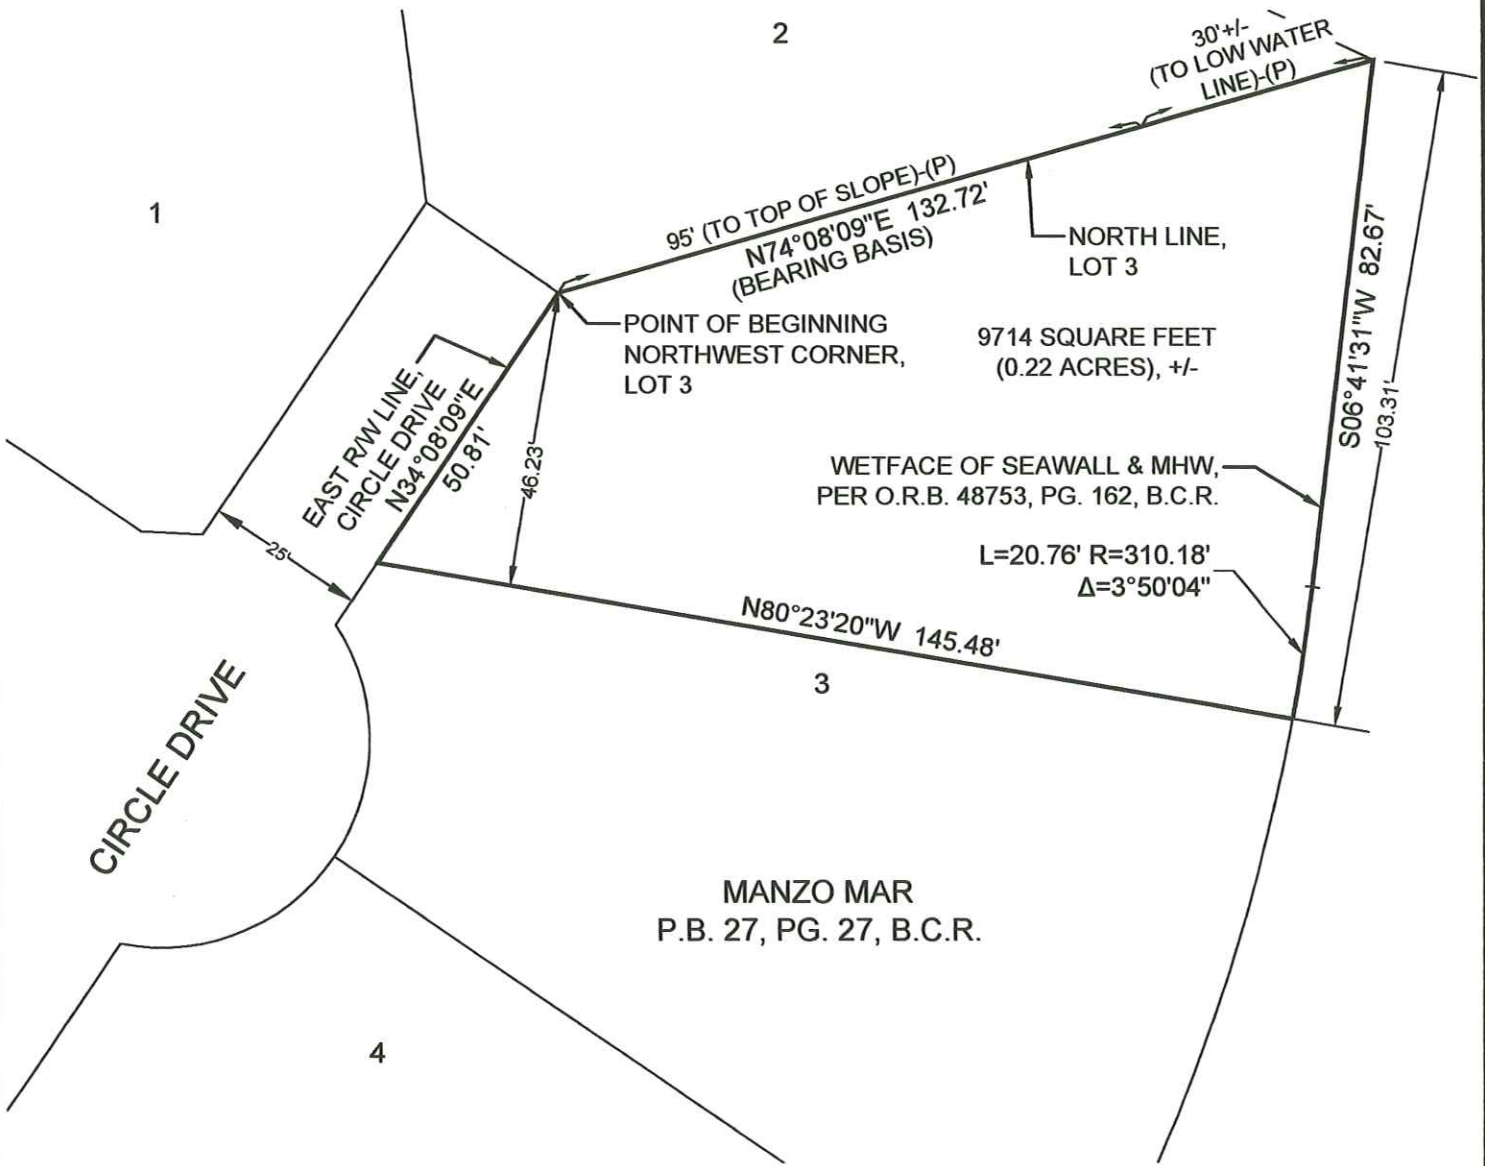 2
30'+/-
(TO LOW WATER
LINE)-(P)
1
95' (TO TOP OF SLOPE)-(P)
N74°08'09"E 132.72'
(BEARING BASIS)
NORTH LINE,
LOT 3
POINT OF BEGINNING
NORTHWEST CORNER,
LOT 3
9714 SQUARE FEET
(0.22 ACRES), +/-
S06°41'31"W 82.67'
103.31'
EAST R/W LINE,
CIRCLE DRIVE
N34°08'09"E
50.81'
46.23'
WETFACE OF SEAWALL & MHW,
PER O.R.B. 48753, PG. 162, B.C.R.
25'
L=20.76' R=310.18'
Δ=3°50'04"
N80°23'20"W 145.48'
3
CIRCLE DRIVE
MANZO MAR
P.B. 27, PG. 27, B.C.R.
4